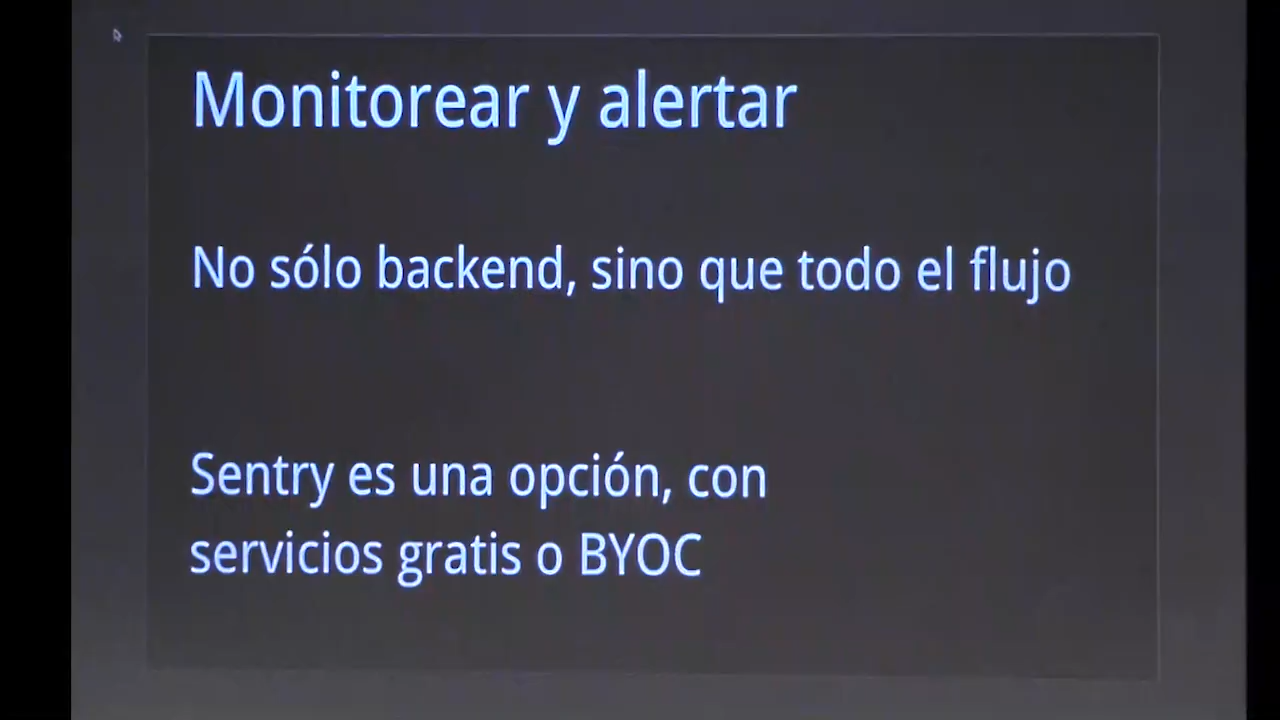 Monitorear y alertar
No sólo backend, sino que todo el flujo
Sentry es una opción, con
servicios gratis o BYOC